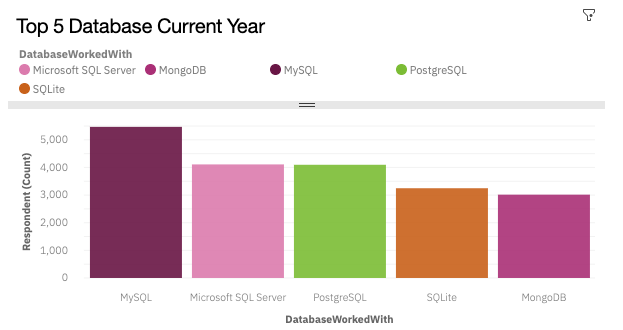 Top 5 Database Current Year
DatabaseWorkedWith
Microsoft SQL Server MongoDB MySQL PostgreSQL
SQLite
Respondent (Count)
5,000
4,000
3,000
2,000
1,000
0
MySQL Microsoft SQL Server PostgreSQL SQLite MongoDB
DatabaseWorkedWith